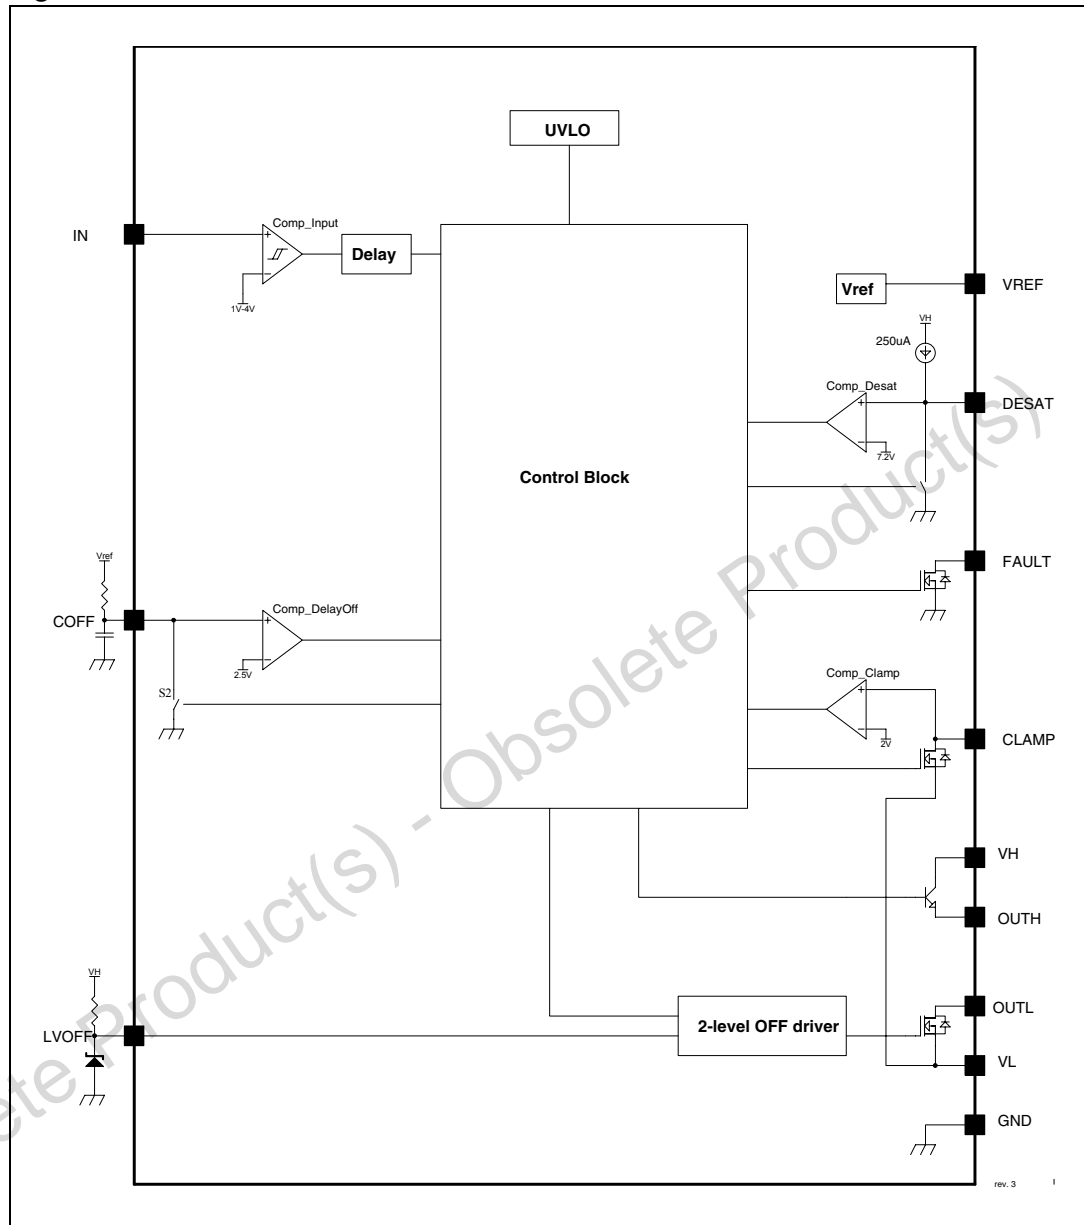 UVLO
IN
Comp_Input
Delay
1V-4V
Vref
VREF
VH
250uA
Comp_Desat
DESAT
7.2V
Control Block
FAULT
Vref
COFF
Comp_DelayOff
2.5V
S2
Comp_Clamp
CLAMP
2V
VH
OUTH
VH
LVOFF
2-level OFF driver
OUTL
VL
GND
rev. 3
Obsolete Product(s) - Obsolete Product(s)